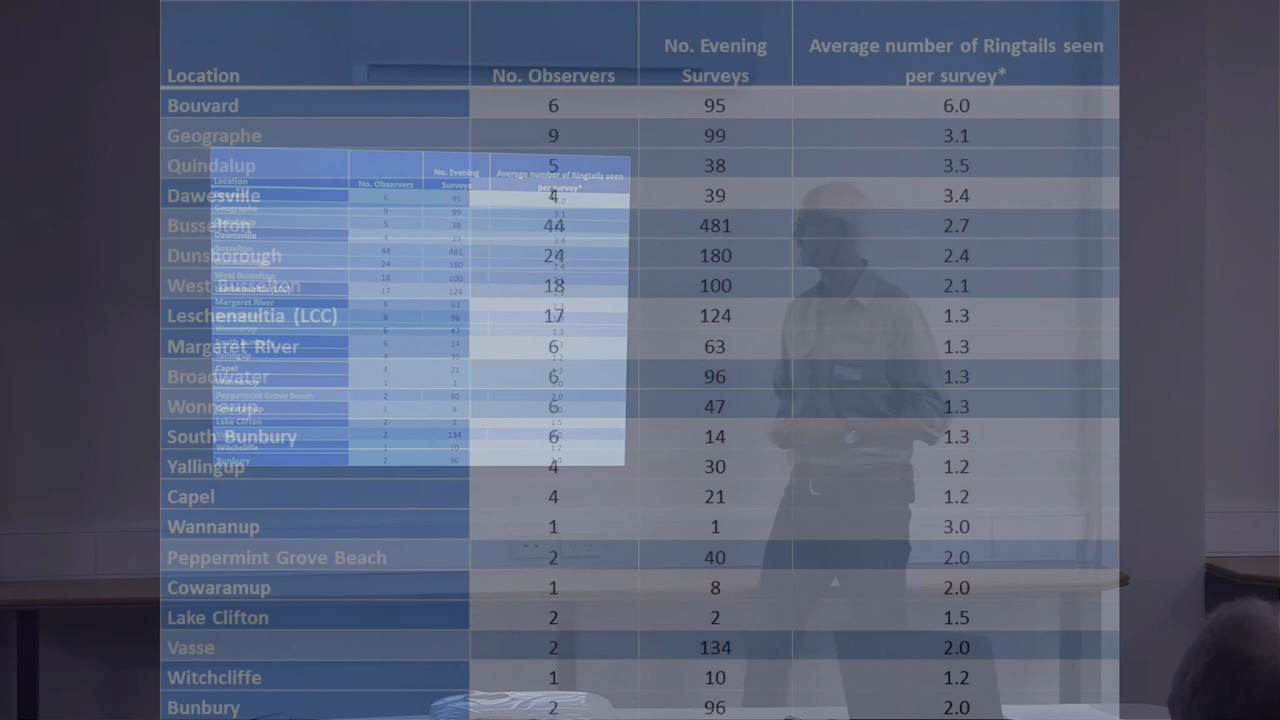 Location No. Observers No. Evening Surveys Average number of Ringtails seen per survey*
Bouvard 6 95 6.0
Geographe 9 99 3.1
Quindalup 5 38 3.5
Dawesville 4 39 3.4
Busselton 44 481 2.7
Dunsborough 24 180 2.4
West Busselton 18 100 2.1
Leschenaultia (LCC) 17 124 1.3
Margaret River 6 63 1.3
Broadwater 6 96 1.3
Wonnerup 6 47 1.3
South Bunbury 6 14 1.3
Yallingup 4 30 1.2
Capel 4 21 1.2
Wannanup 1 1 3.0
Peppermint Grove Beach 2 40 2.0
Cowaramup 1 8 2.0
Lake Clifton 2 2 1.5
Vasse 2 134 2.0
Witchcliffe 1 10 1.2
Bunbury 2 96 2.0